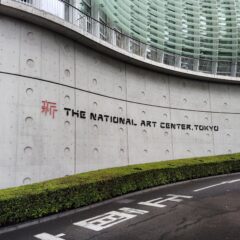 新 THE NATIONAL ART CENTER, TOKYO